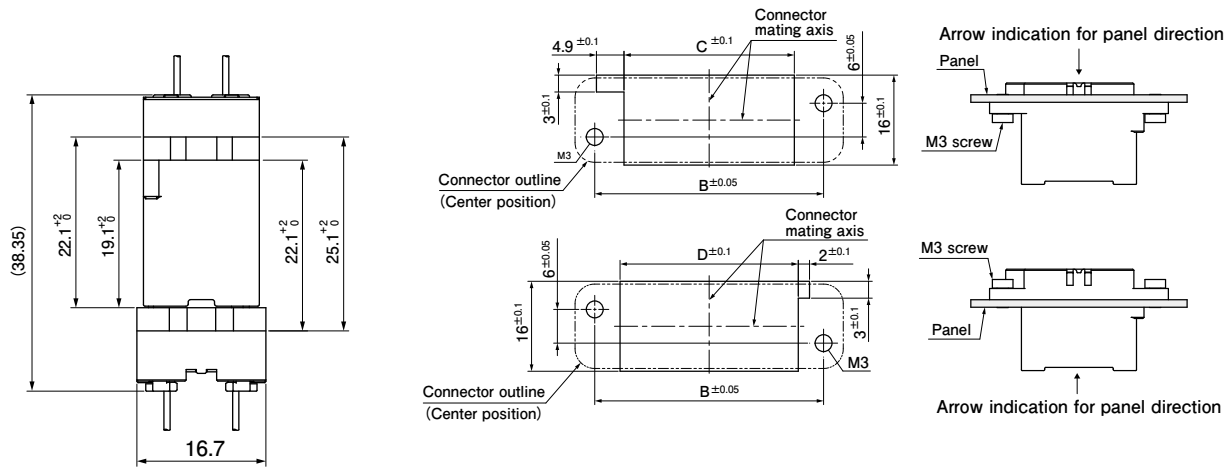 (38.35)
22.1 +2 0
19.1 +2 0
22.1 +2 0
25.1 +2 0
16.7
Connector
mating axis
4.9 ±0.1
C ±0.1
6 ±0.05
3 ±0.1
16 ±0.1
M3
Connector outline
(Center position)
B ±0.05
Connector
mating axis
D ±0.1
2 ±0.1
6 ±0.05
16 ±0.1
3 ±0.1
M3
Connector outline
(Center position)
B ±0.05
Arrow indication for panel direction
Panel
M3 screw
M3 screw
Panel
Arrow indication for panel direction